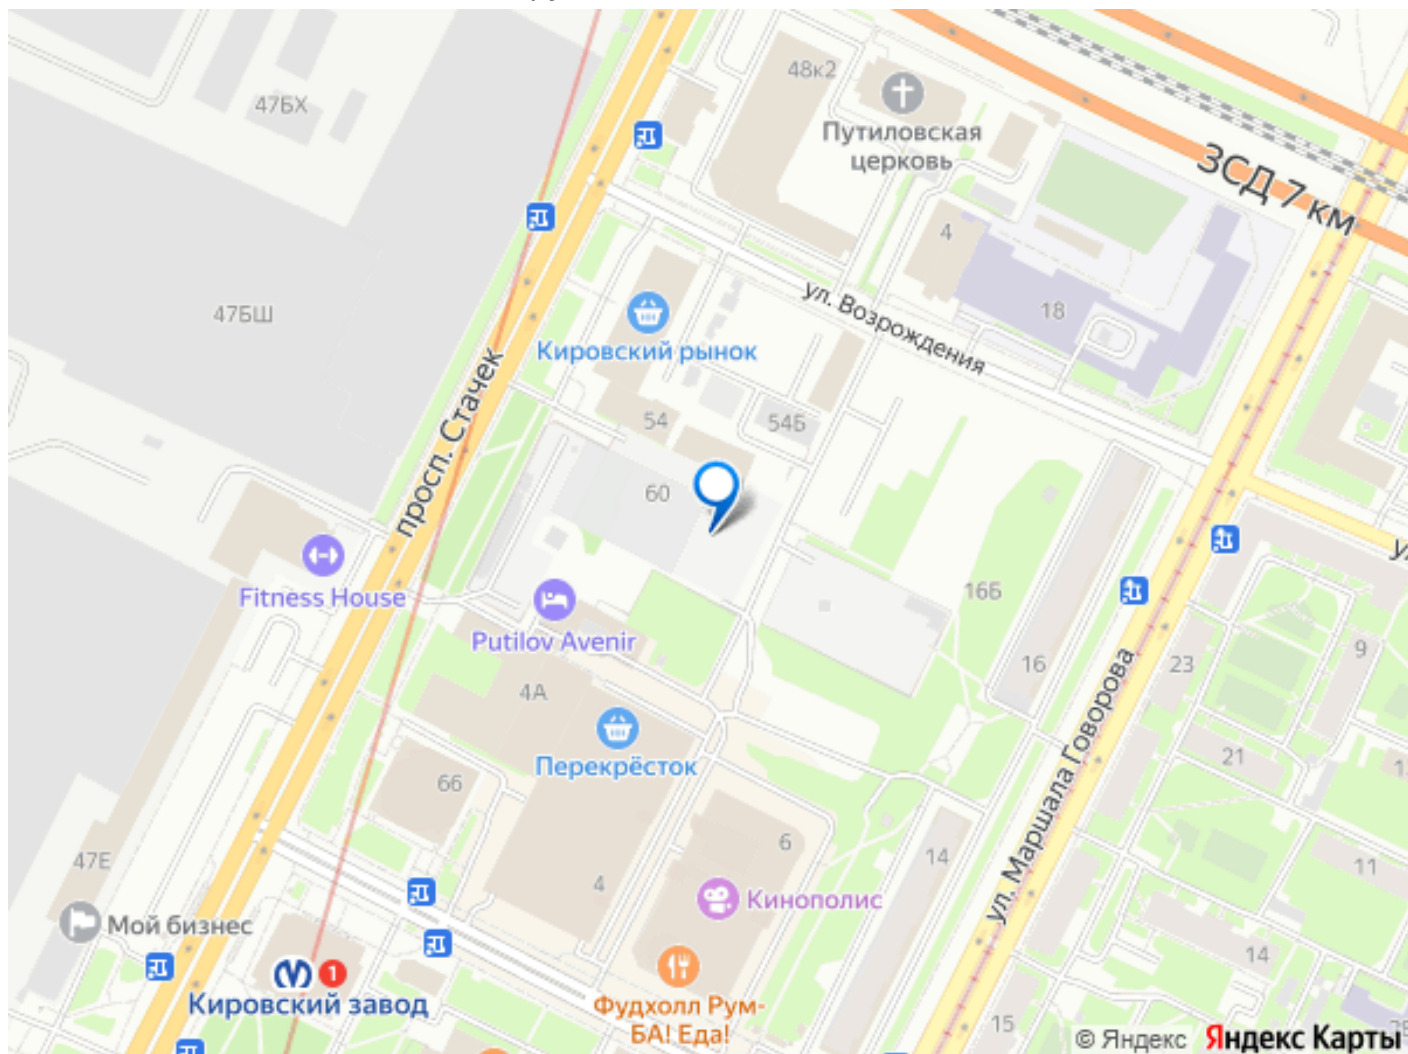 48к2
47БХ
Путиловская
церковь
ЗСД 7 км
4
18
47БШ
ул. Возрождения
Кировский рынок
просп. Стачек
54
54Б
60
Fitness House
Putilov Avenir
16Б
16
23
9
ул. Маршала Говорова
4А
Перекрёсток
21
66
6
47Е
14
11
4
Кинополис
Мой бизнес
14
1
Кировский завод
Фудхолл Рум-
БА! Еда!
15
© Яндекс Яндекс Карты